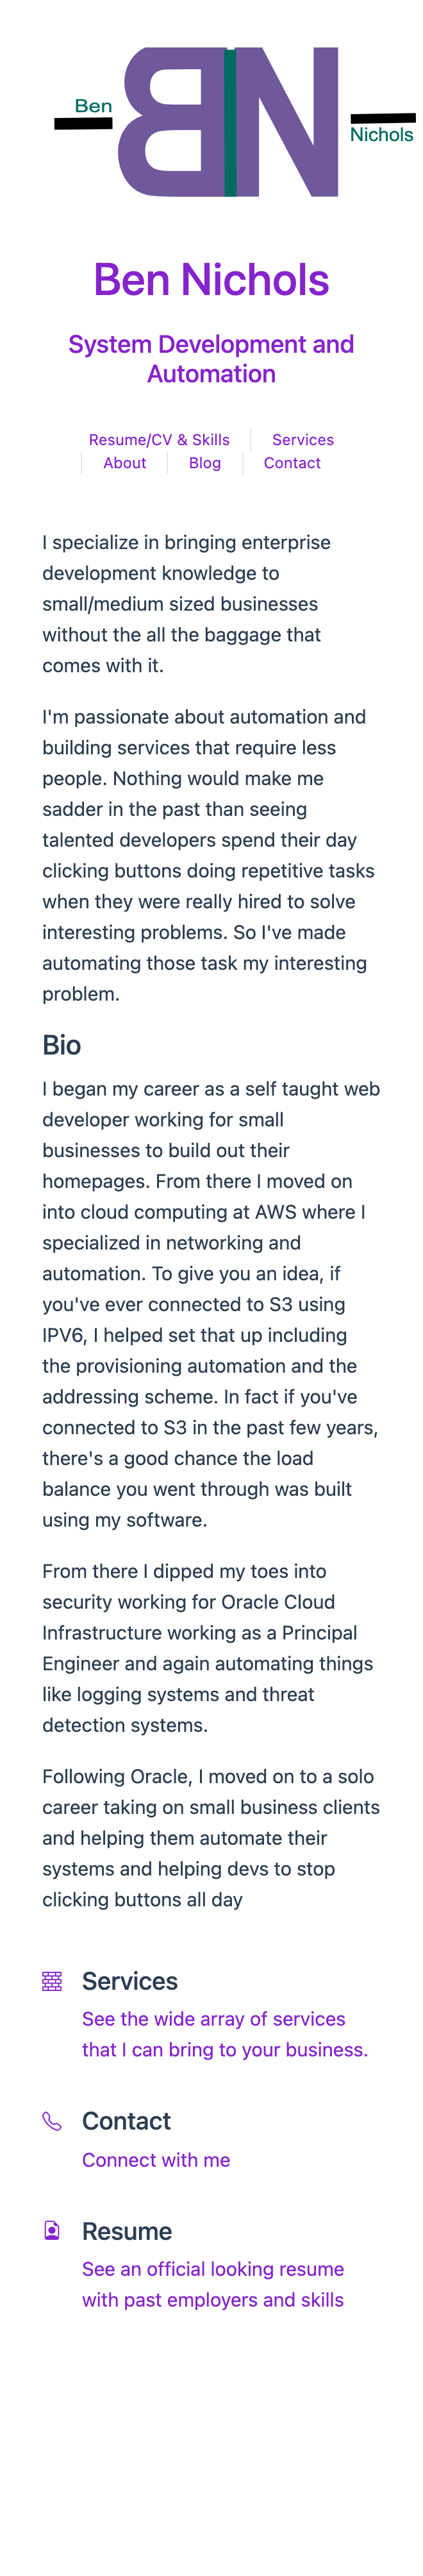 Ben
BN
Nichols
Ben Nichols
System Development and
Automation
Resume/CV & Skills
Services
About
Blog
Contact
I specialize in bringing enterprise
development knowledge to
small/medium sized businesses
without the all the baggage that
comes with it.
I'm passionate about automation and
building services that require less
people. Nothing would make me
sadder in the past than seeing
talented developers spend their day
clicking buttons doing repetitive tasks
when they were really hired to solve
interesting problems. So I've made
automating those task my interesting
problem.
Bio
I began my career as a self taught web
developer working for small
businesses to build out their
homepages. From there I moved on
into cloud computing at AWS where I
specialized in networking and
automation. To give you an idea, if
you've ever connected to S3 using
IPV6, I helped set that up including
the provisioning automation and the
addressing scheme. In fact if you've
connected to S3 in the past few years,
there's a good chance the load
balance you went through was built
using my software.
From there I dipped my toes into
security working for Oracle Cloud
Infrastructure working as a Principal
Engineer and again automating things
like logging systems and threat
detection systems.
Following Oracle, I moved on to a solo
career taking on small business clients
and helping them automate their
systems and helping devs to stop
clicking buttons all day
Services
See the wide array of services
that I can bring to your business.
Contact
Connect with me
Resume
See an official looking resume
with past employers and skills